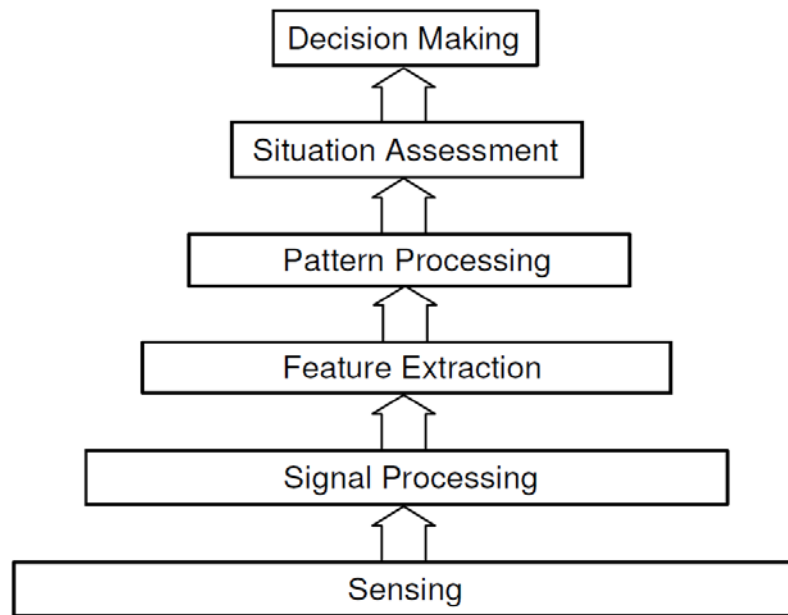 Decision Making
Situation Assessment
Pattern Processing
Feature Extraction
Signal Processing
Sensing